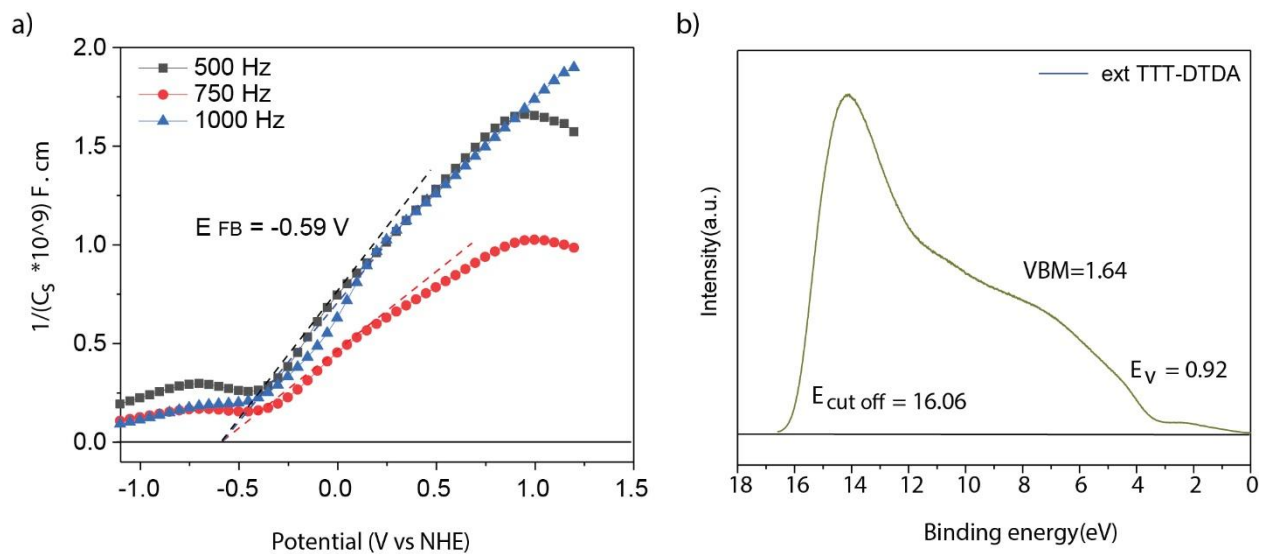 a)
2.0
1.5
1.0
0.5
0.0
1/(Cs *10^9) F. cm
500 Hz
750 Hz
1000 Hz
E FB = -0.59 V
-1.0 -0.5 0.0 0.5 1.0 1.5
Potential (V vs NHE)
b)
Intensity(a.u.)
ext TTT-DTDA
VBM=1.64
EV = 0.92
Ecut off = 16.06
18 16 14 12 10 8 6 4 2 0
Binding energy(eV)